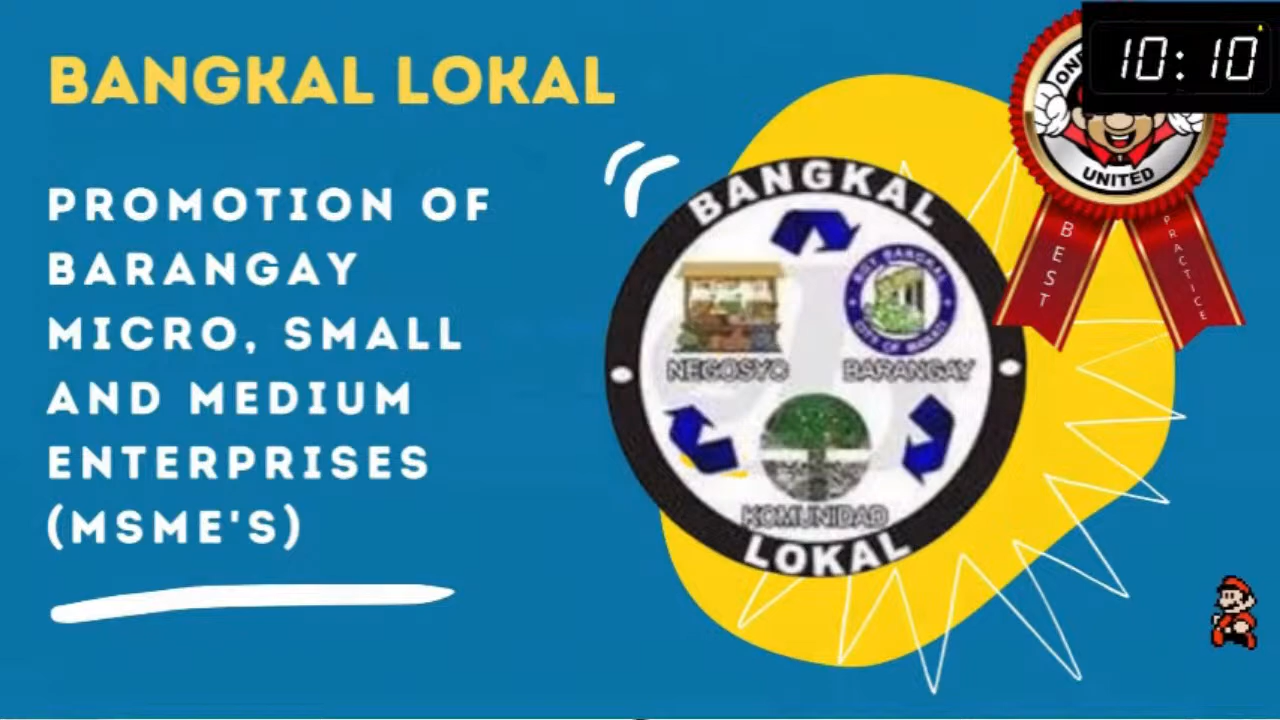 BANGKAL LOKAL
PROMOTION OF
BARANGAY
MICRO, SMALL
AND MEDIUM
ENTERPRISES
(MSME'S)
BANGKAL
NEGOSYO
BARANGAY
KOMUNIDAD
LOKAL
10:10
UNITED
BEST
PRACTICE